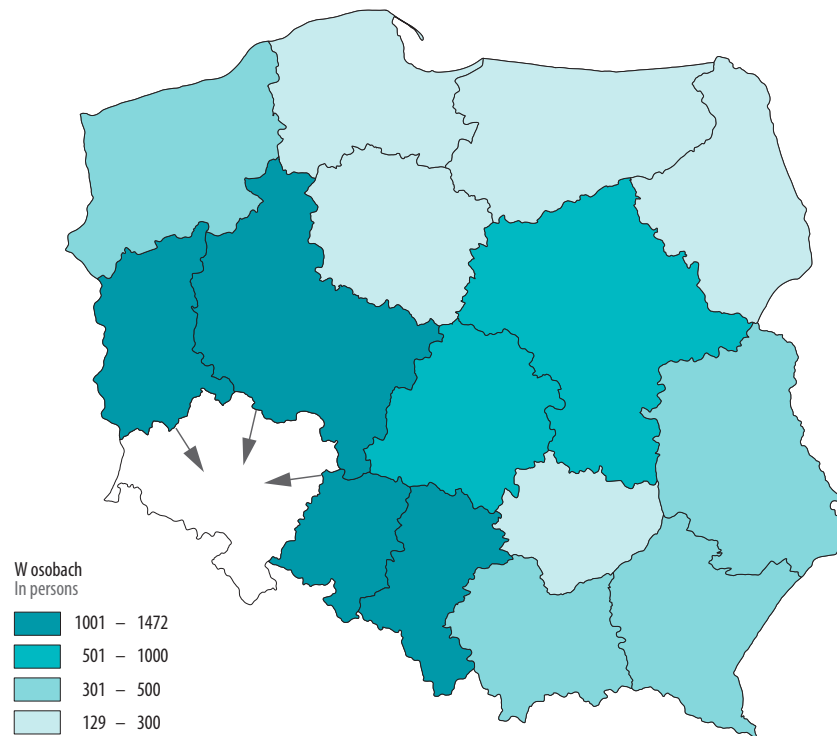 W osobach
In persons
1001 – 1472
501 – 1000
301 – 500
129 – 300